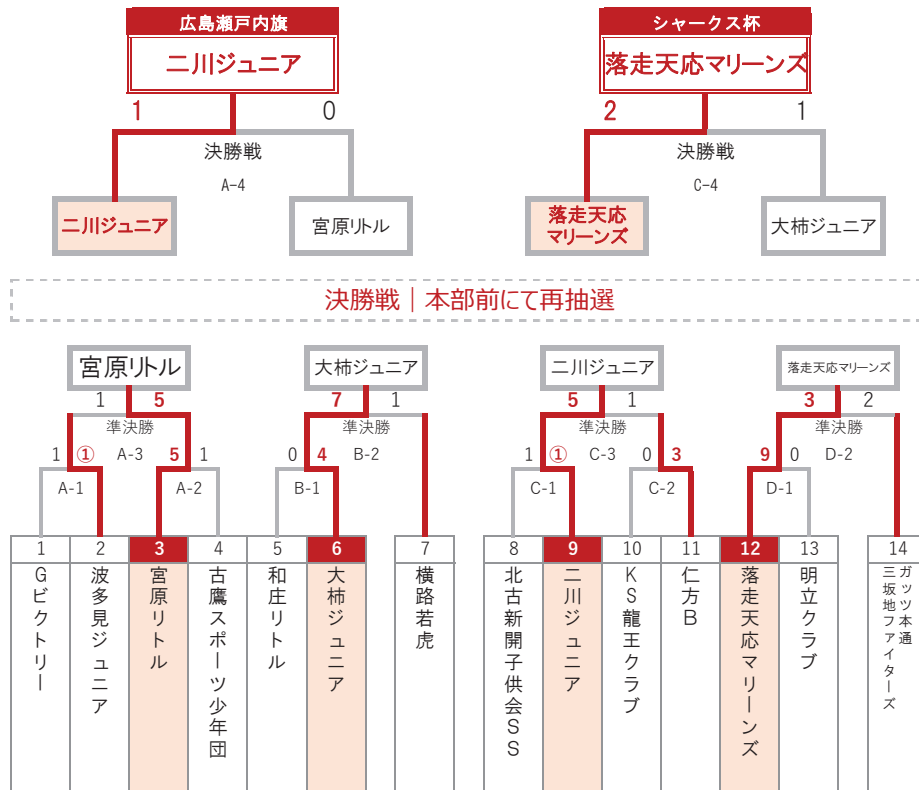 広島瀬戸内旗
シャークス杯
二川ジュニア
落走天応マリーンズ
1
0
2
1
決勝戦
決勝戦
A-4
C-4
二川ジュニア
宮原リトル
落走天応
マリーンズ
大柿ジュニア
決勝戦｜本部前にて再抽選
宮原リトル
大柿ジュニア
二川ジュニア
落走天応マリーンズ
1
5
7
1
5
1
3
2
準決勝
準決勝
準決勝
準決勝
1
①
A-3
5
1
0
4
B-2
1
①
C-3
0
3
9
0
D-2
A-1
A-2
B-1
C-1
C-2
D-1
1
2
3
4
5
6
7
8
9
10
11
12
13
14
Gビクトリー
波多見ジュニア
宮原リトル
古鷹スポーツ少年団
和庄リトル
大柿ジュニア
横路若虎
北古新開子供会SS
二川ジュニア
KS龍王クラブ
仁方B
落走天応マリーンズ
明立クラブ
ガッツ本通
三坂地ファイターズ